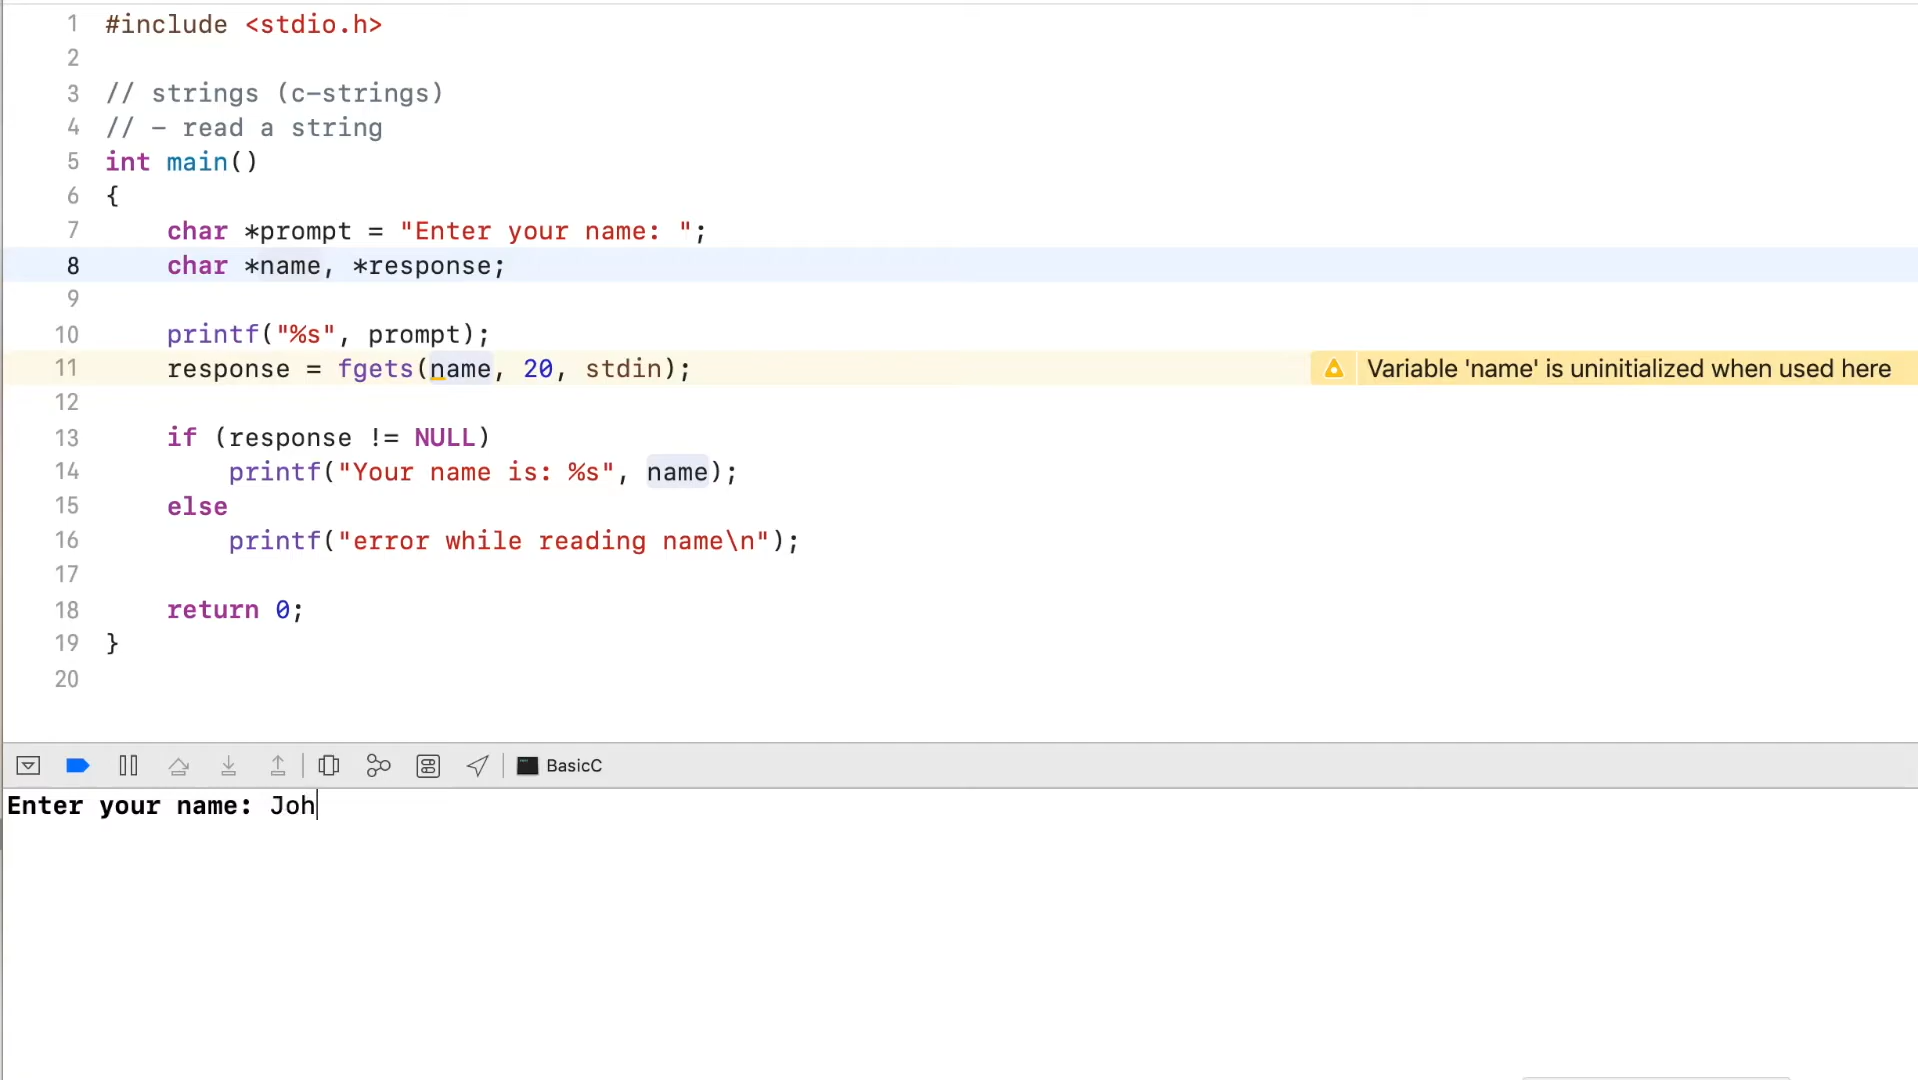 1 #include <stdio.h>
2
3 // strings (c-strings)
4 // - read a string
5 int main()
6 {
7 char *prompt = "Enter your name: ";
8 char *name, *response;
9
10 printf("%s", prompt);
11 response = fgets(name, 20, stdin); Variable 'name' is uninitialized when used here
12
13 if (response != NULL)
14 printf("Your name is: %s", name);
15 else
16 printf("error while reading name\n");
17
18 return 0;
19 }
20
BasicC
Enter your name: Joh